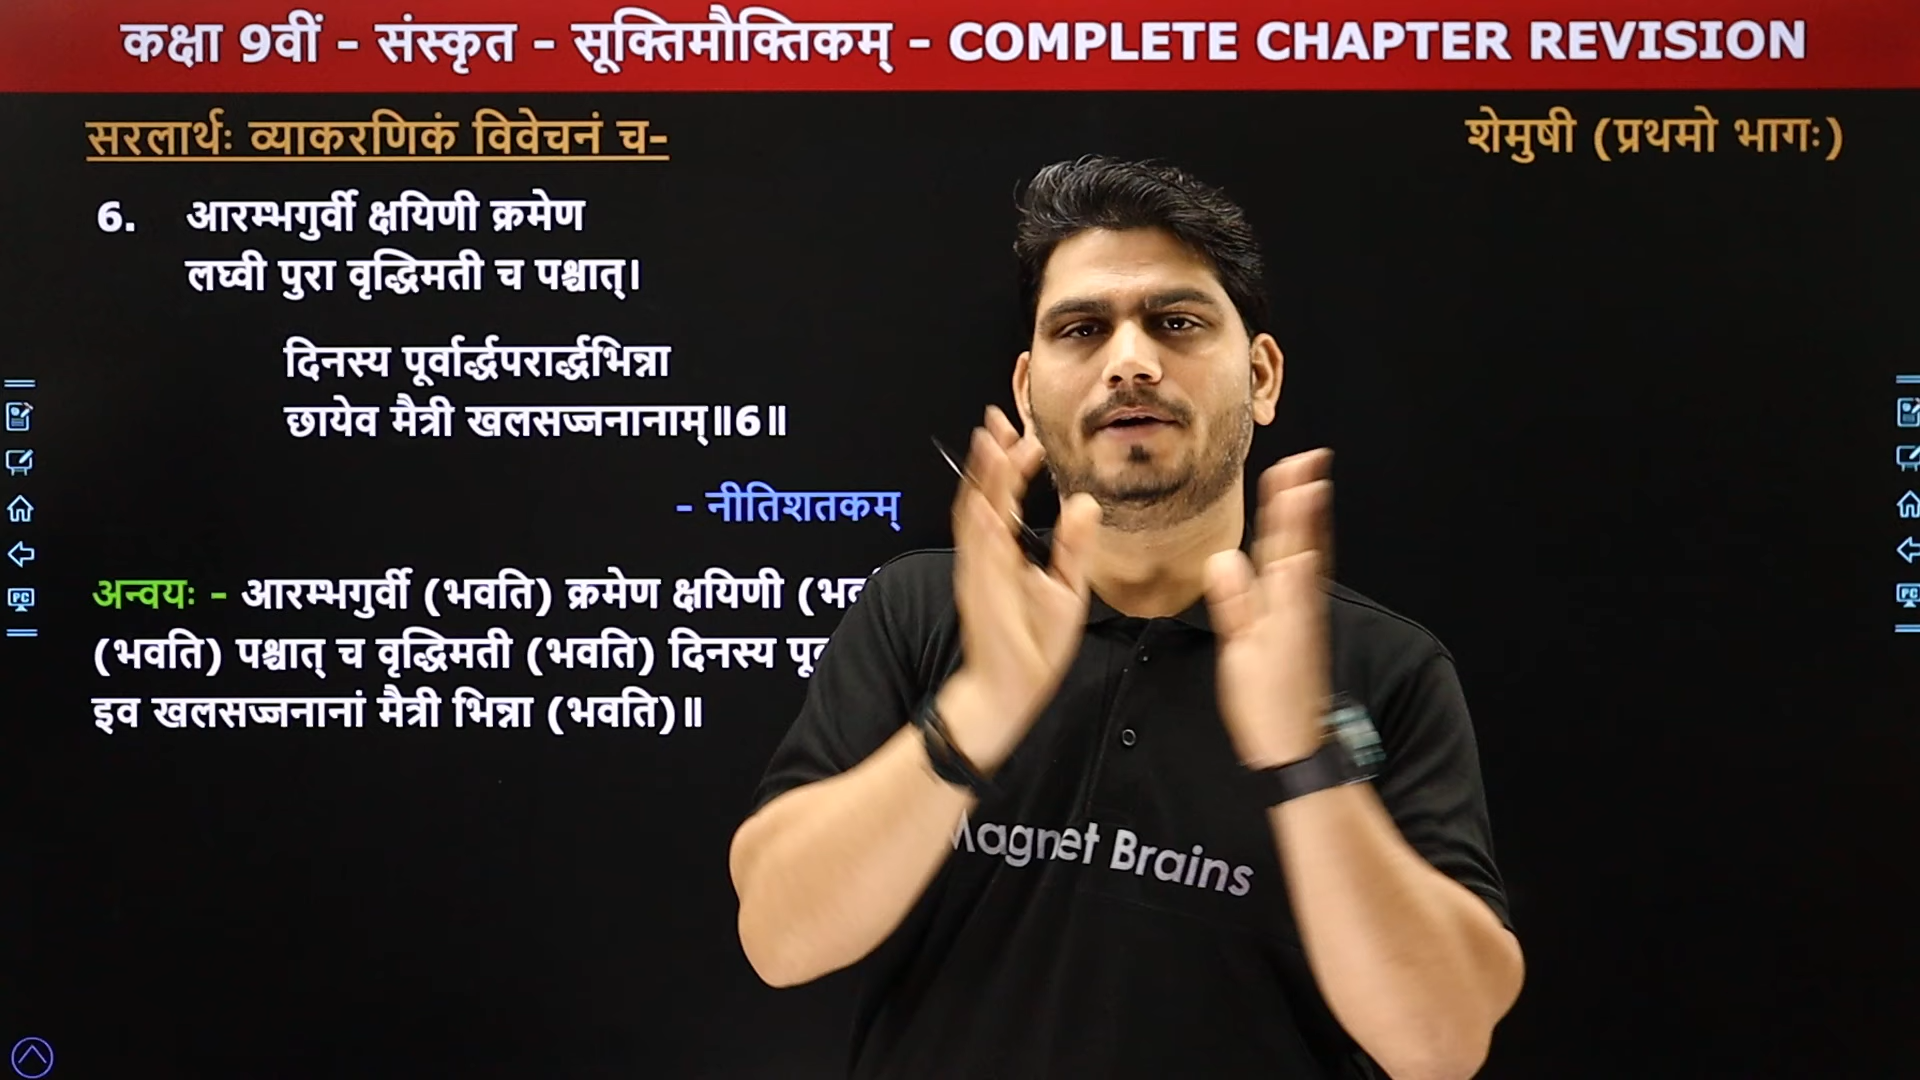 कक्षा 9वीं - संस्कृत - सूक्तिमौक्तिकम् - COMPLETE CHAPTER REVISION
सरलार्थः व्याकरणिकं विवेचनं च-
शेमुषी (प्रथमो भागः)
6. आरम्भगुर्वी क्षयिणी क्रमेण
लघ्वी पुरा वृद्धिमती च पश्चात्।
दिनस्य पूर्वार्द्धपरार्द्धभिन्ना
छायेव मैत्री खलसज्जनानाम्॥6॥
- नीतिशतकम्
अन्वयः - आरम्भगुर्वी (भवति) क्रमेण क्षयिणी
(भवति) पश्चात् च वृद्धिमती (भवति) दिनस्य
इव खलसज्जनानां मैत्री भिन्ना (भवति)॥
Magnet Brains
PC
PC